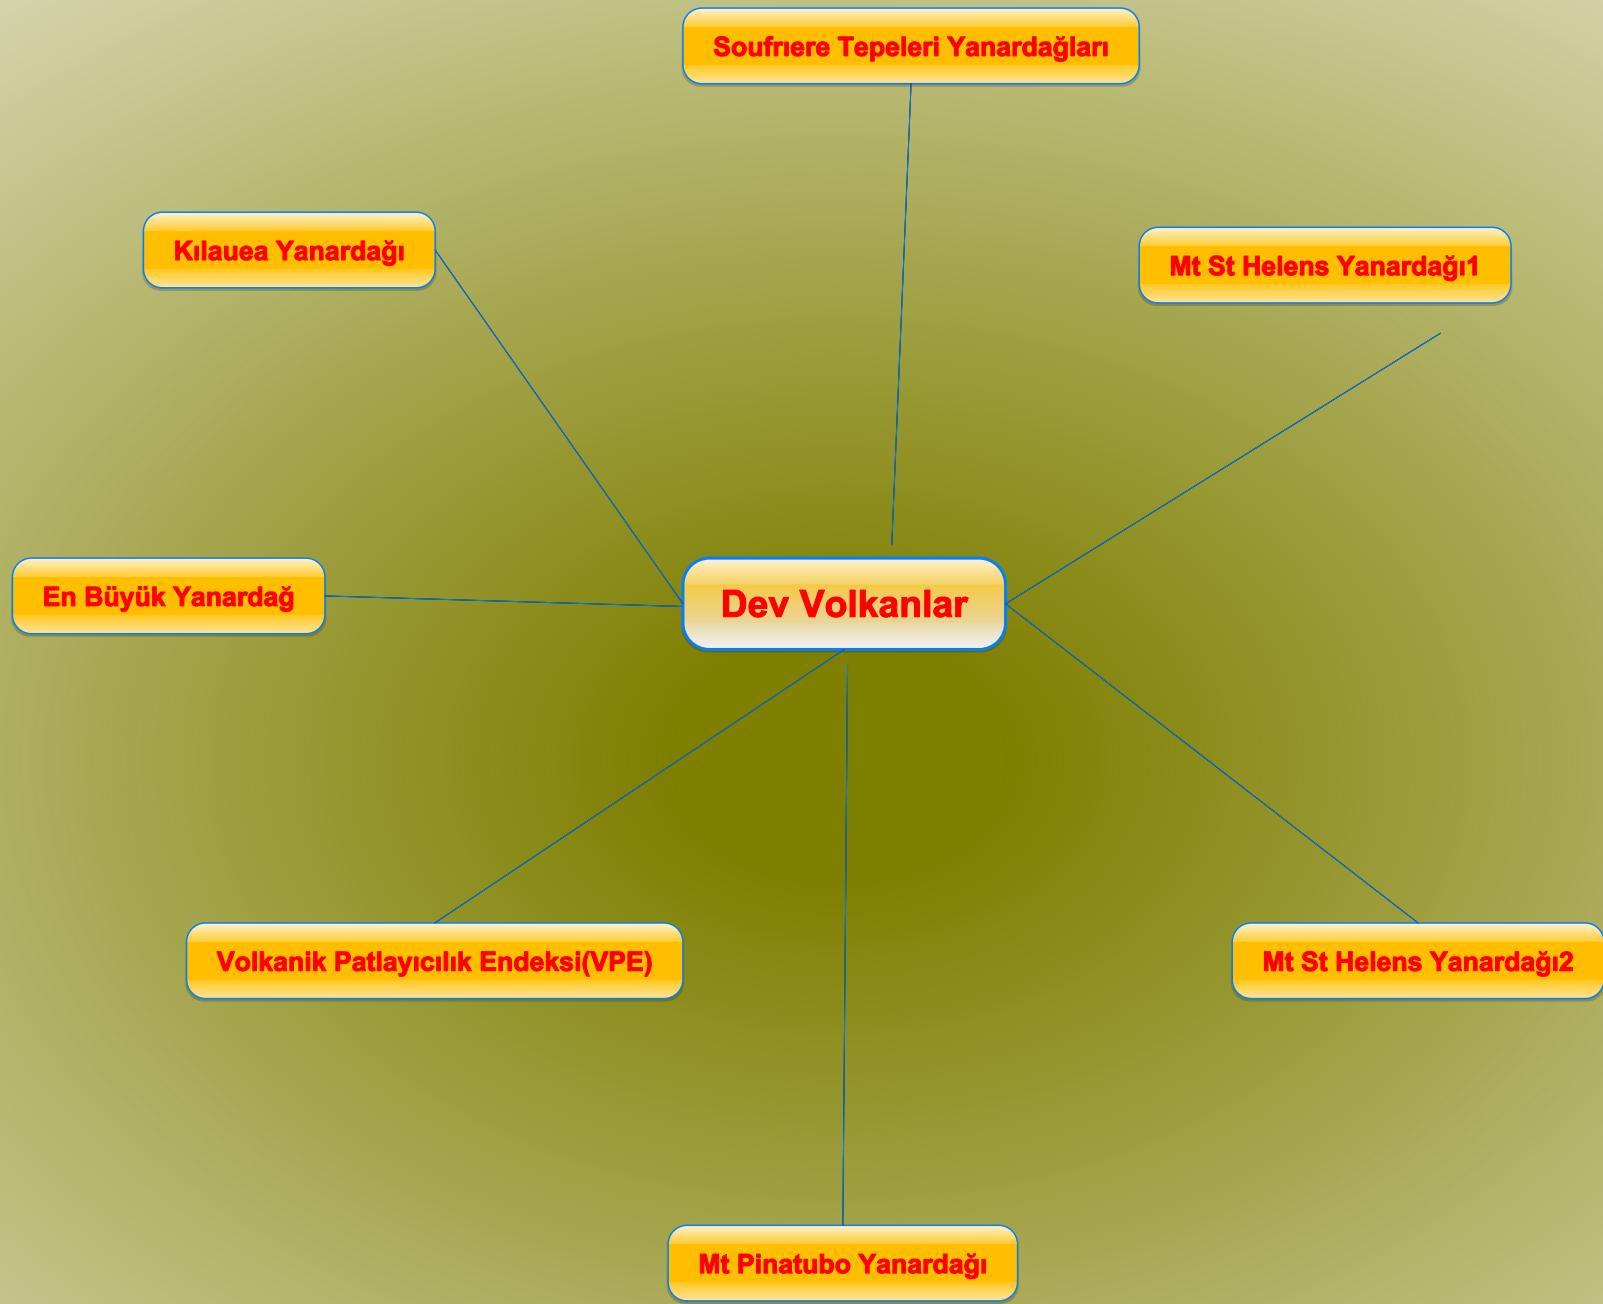 Soufrıere Tepeleri Yanardağları
Kılauea Yanardağı
Mt St Helens Yanardağı1
En Büyük Yanardağ
Dev Volkanlar
Volkanik Patlayıcılık Endeksi(VPE)
Mt St Helens Yanardağı2
Mt Pinatubo Yanardağı